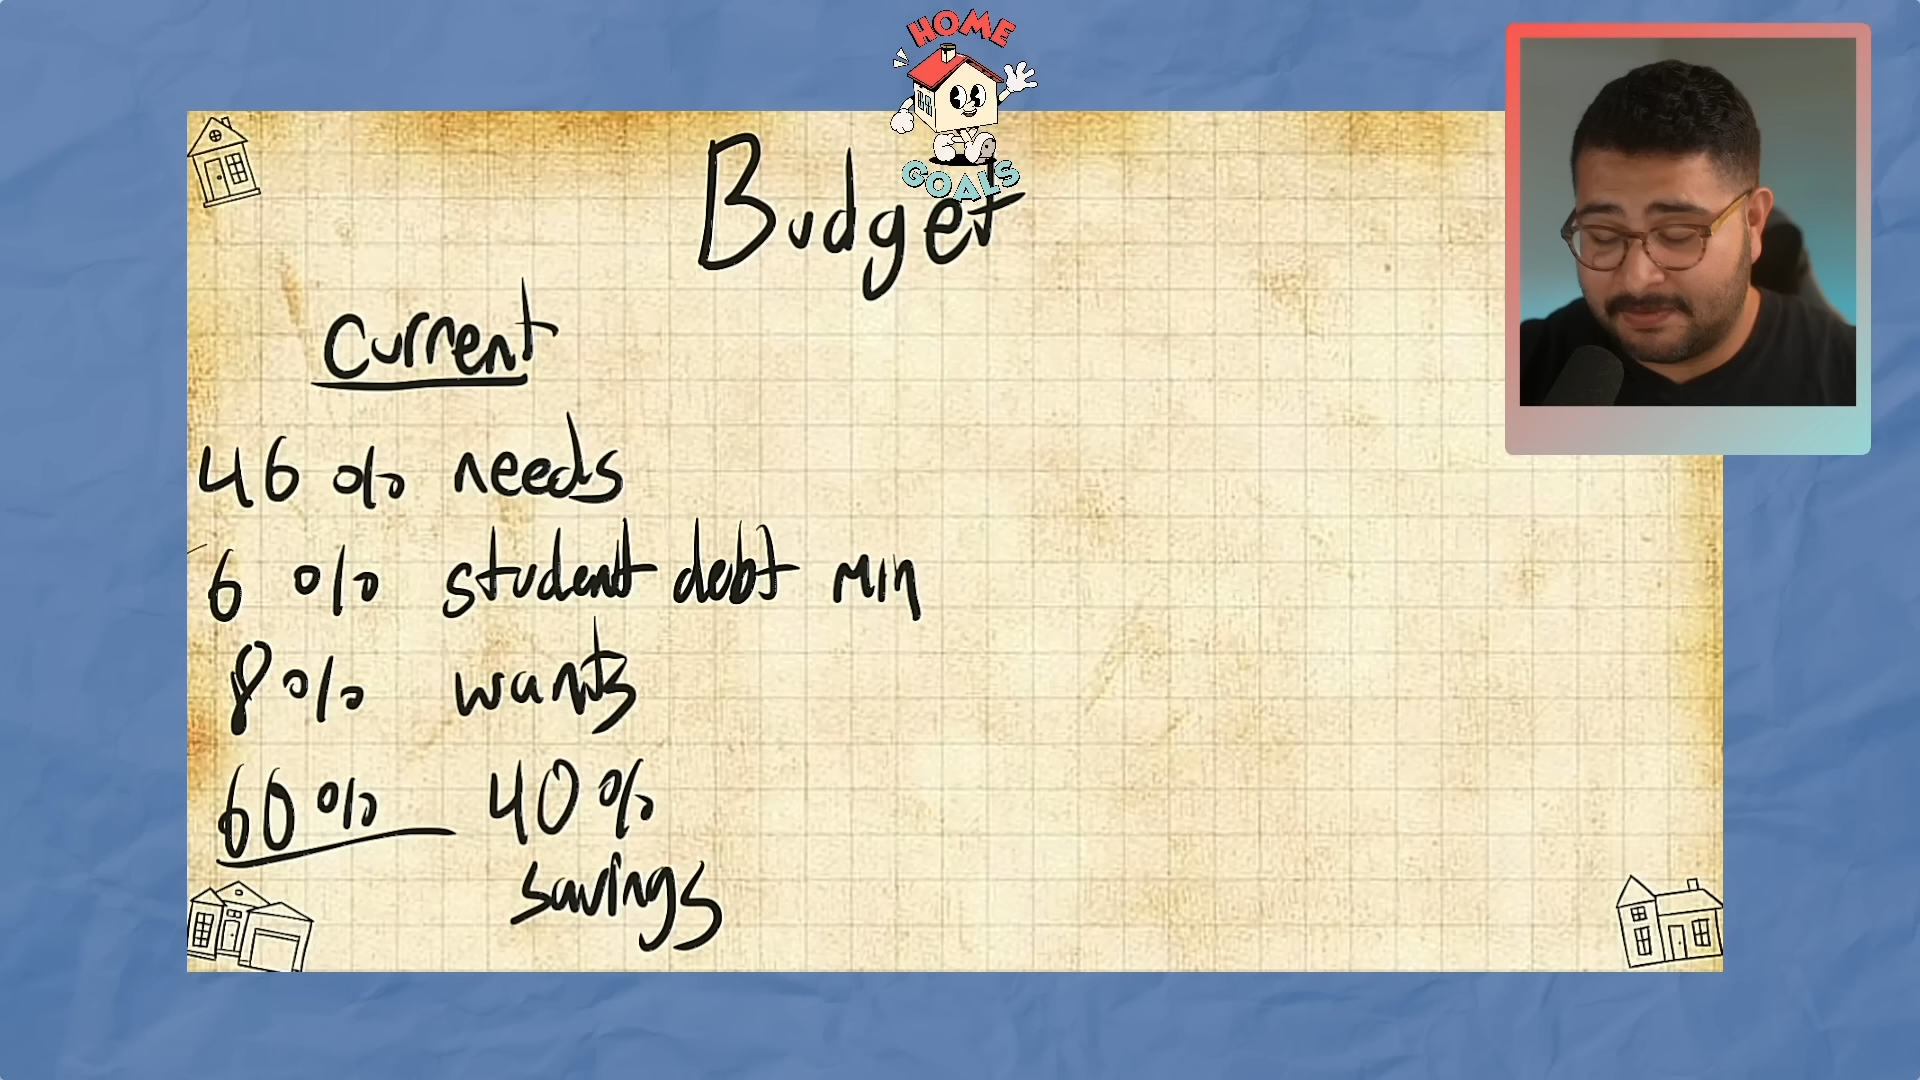 HOME
GOALS
Budget
Current
46 % needs
6 % student debt min
8% wants
60% 40%
savings